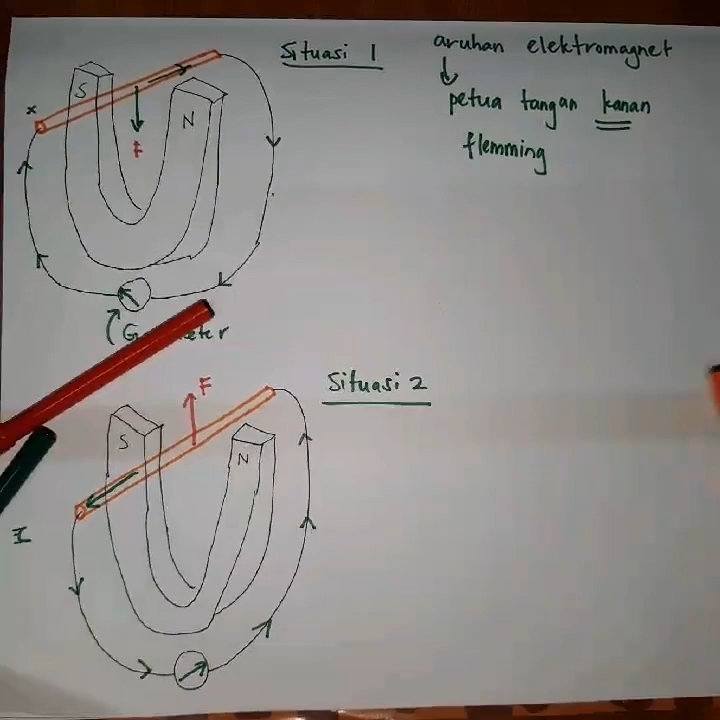 Situasi 1
aruhan elektromagnet
petua tangan kanan
flemming
S
N
x
F
Situasi 2
F
S
N
I